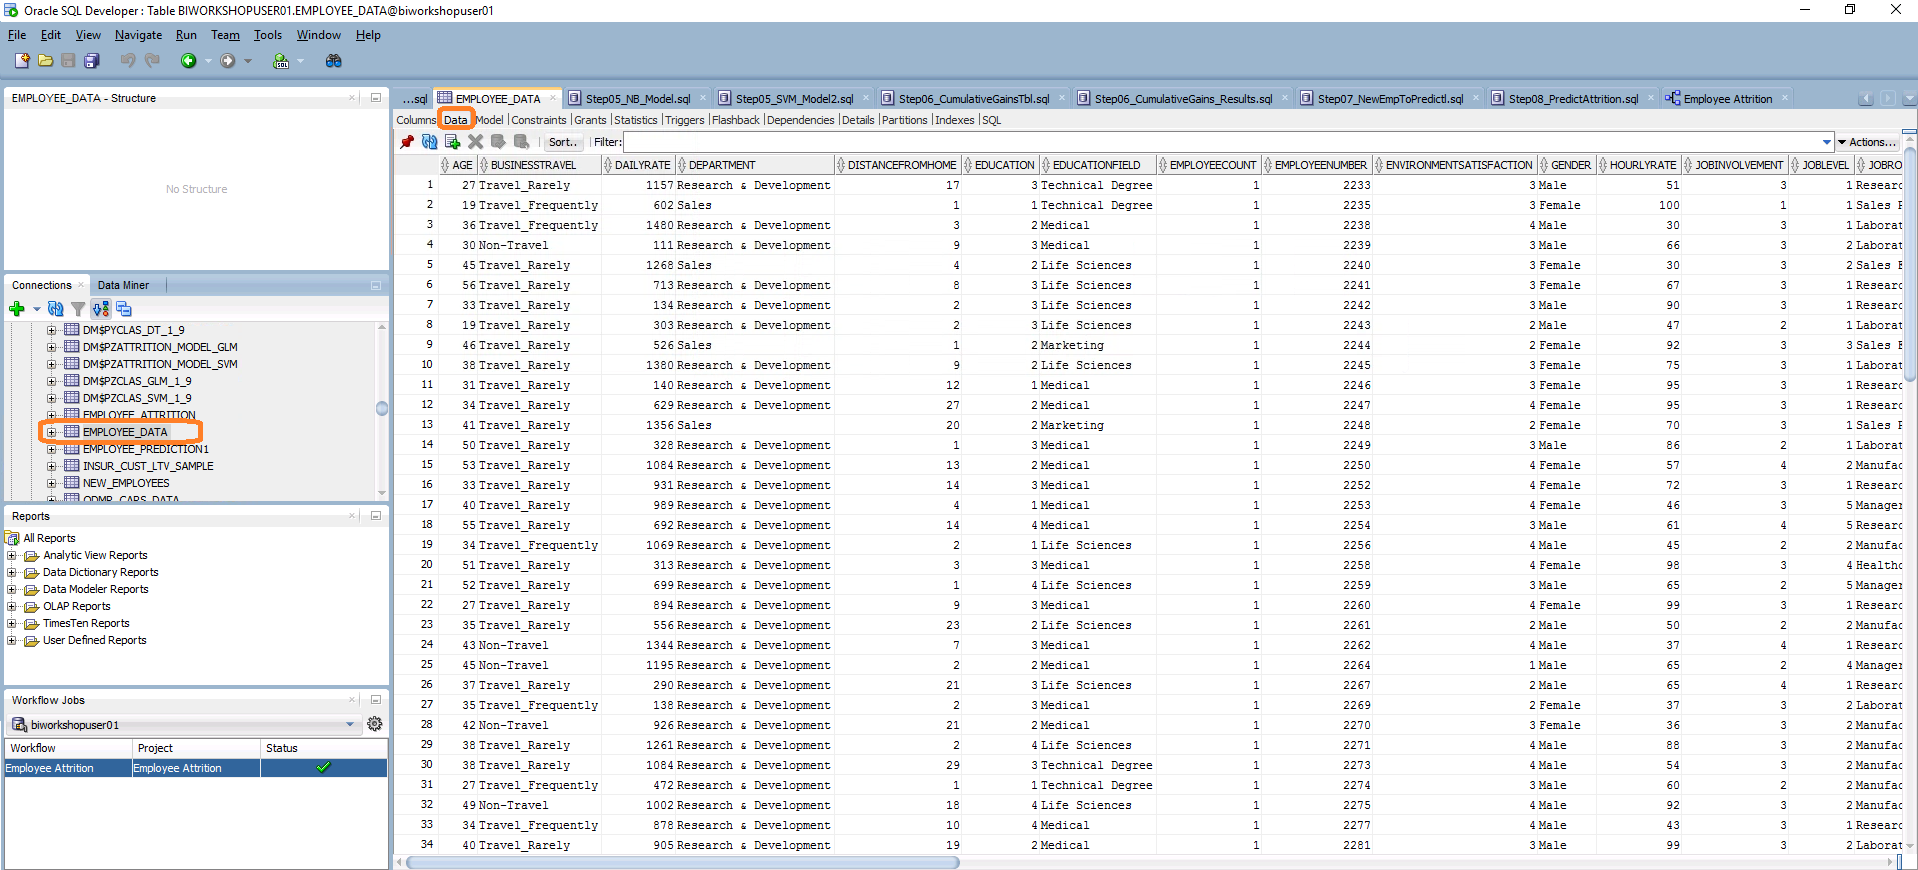 Oracle SQL Developer : Table BIWORKSHOPUSER01.EMPLOYEE_DATA@biworkshopuser01
File Edit View Navigate Run Team Tools Window Help
EMPLOYEE_DATA - Structure
No Structure
Connections Data Miner
DM$PYCLAS_DT_1_9
DM$PZATTRITION_MODEL_GLM
DM$PZATTRITION_MODEL_SVM
DM$PZCLAS_GLM_1_9
DM$PZCLAS_SVM_1_9
EMPLOYEE_ATTRITION
EMPLOYEE_DATA
EMPLOYEE_PREDICTION1
INSUR_CUST_LTV_SAMPLE
NEW_EMPLOYEES
ODMR_CARS_DATA
Reports
All Reports
Analytic View Reports
Data Dictionary Reports
Data Modeler Reports
OLAP Reports
TimesTen Reports
User Defined Reports
Workflow Jobs
biworkshopuser01
Workflow Project Status
Employee Attrition Employee Attrition
...sql EMPLOYEE_DATA Step05_NB_Model.sql Step05_SVM_Model2.sql Step06_CumulativeGainsTbl.sql Step06_CumulativeGains_Results.sql Step07_NewEmpToPredictl.sql Step08_PredictAttrition.sql Employee Attrition
Columns Data Model |Constraints |Grants |Statistics |Triggers |Flashback |Dependencies |Details |Partitions |Indexes |SQL
Sort.. Filter: Actions...
AGE BUSINESSTRAVEL DAILYRATE DEPARTMENT DISTANCEFROMHOME EDUCATION EDUCATIONFIELD EMPLOYEECOUNT EMPLOYEENUMBER ENVIRONMENTSATISFACTION GENDER HOURLYRATE JOBINVOLVEMENT JOBLEVEL JOBRO
1 27 Travel_Rarely 1157 Research & Development 17 3 Technical Degree 1 2233 3 Male 51 3 1 Researc
2 19 Travel_Frequently 602 Sales 1 1 Technical Degree 1 2235 3 Female 100 1 1 Sales R
3 36 Travel_Frequently 1480 Research & Development 3 2 Medical 1 2238 4 Male 30 3 1 Laborat
4 30 Non-Travel 111 Research & Development 9 3 Medical 1 2239 3 Male 66 3 2 Laborat
5 45 Travel_Rarely 1268 Sales 4 2 Life Sciences 1 2240 3 Female 30 3 2 Sales E
6 56 Travel_Rarely 713 Research & Development 8 3 Life Sciences 1 2241 3 Female 67 3 1 Researc
7 33 Travel_Rarely 134 Research & Development 2 3 Life Sciences 1 2242 3 Male 90 3 1 Researc
8 19 Travel_Rarely 303 Research & Development 2 3 Life Sciences 1 2243 2 Male 47 2 1 Laborat
9 46 Travel_Rarely 526 Sales 1 2 Marketing 1 2244 2 Female 92 3 3 Sales E
10 38 Travel_Rarely 1380 Research & Development 9 2 Life Sciences 1 2245 3 Female 75 3 1 Laborat
11 31 Travel_Rarely 140 Research & Development 12 1 Medical 1 2246 3 Female 95 3 1 Researc
12 34 Travel_Rarely 629 Research & Development 27 2 Medical 1 2247 4 Female 95 3 1 Researc
13 41 Travel_Rarely 1356 Sales 20 2 Marketing 1 2248 2 Female 70 3 1 Sales R
14 50 Travel_Rarely 328 Research & Development 1 3 Medical 1 2249 3 Male 86 2 1 Laborat
15 53 Travel_Rarely 1084 Research & Development 13 2 Medical 1 2250 4 Female 57 4 2 Manufac
16 33 Travel_Rarely 931 Research & Development 14 3 Medical 1 2252 4 Female 72 3 1 Researc
17 40 Travel_Rarely 989 Research & Development 4 1 Medical 1 2253 4 Female 46 3 5 Manager
18 55 Travel_Rarely 692 Research & Development 14 4 Medical 1 2254 3 Male 61 4 5 Researc
19 34 Travel_Frequently 1069 Research & Development 2 1 Life Sciences 1 2256 4 Male 45 2 2 Manufac
20 51 Travel_Rarely 313 Research & Development 3 3 Medical 1 2258 4 Female 98 3 4 Healthc
21 52 Travel_Rarely 699 Research & Development 1 4 Life Sciences 1 2259 3 Male 65 2 5 Manager
22 27 Travel_Rarely 894 Research & Development 9 3 Medical 1 2260 4 Female 99 3 1 Researc
23 35 Travel_Rarely 556 Research & Development 23 2 Life Sciences 1 2261 2 Male 50 2 2 Manufac
24 43 Non-Travel 1344 Research & Development 7 3 Medical 1 2262 4 Male 37 4 1 Researc
25 45 Non-Travel 1195 Research & Development 2 2 Medical 1 2264 1 Male 65 2 4 Manager
26 37 Travel_Rarely 290 Research & Development 21 3 Life Sciences 1 2267 2 Male 65 4 1 Researc
27 35 Travel_Frequently 138 Research & Development 2 3 Medical 1 2269 2 Female 37 3 2 Laborat
28 42 Non-Travel 926 Research & Development 21 2 Medical 1 2270 3 Female 36 3 2 Manufac
29 38 Travel_Rarely 1261 Research & Development 2 4 Life Sciences 1 2271 4 Male 88 3 2 Manufac
30 38 Travel_Rarely 1084 Research & Development 29 3 Technical Degree 1 2273 4 Male 54 3 2 Manufac
31 27 Travel_Frequently 472 Research & Development 1 1 Technical Degree 1 2274 3 Male 60 2 2 Manufac
32 49 Non-Travel 1002 Research & Development 18 4 Life Sciences 1 2275 4 Male 92 3 2 Manufac
33 34 Travel_Frequently 878 Research & Development 10 4 Medical 1 2277 4 Male 43 3 1 Researc
34 40 Travel_Rarely 905 Research & Development 19 2 Medical 1 2281 3 Male 99 3 2 Laborat